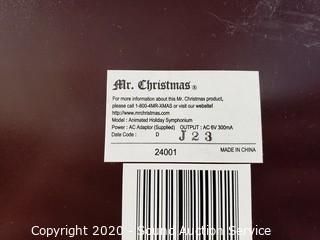 Mr. Christmas®
For more information about this Mr. Christmas product,
please call 1-800-4MR-XMAS or visit our website!
http://www.mrchristmas.com
Model : Animated Holiday Symphonium
Power : AC Adaptor (Supplied) OUTPUT : AC 6V 300mA
Date Code : D J 2 3
24001 MADE IN CHINA
Copyright 2020 - Sound Auction Service